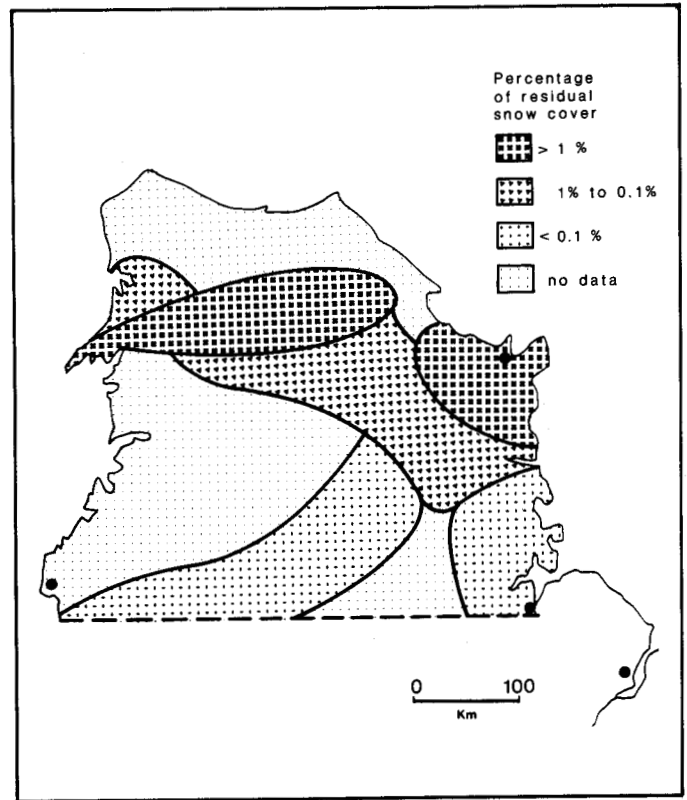 Percentage
of residual
snow cover
> 1 %
1% to 0.1%
< 0.1 %
no data
0 100
Km